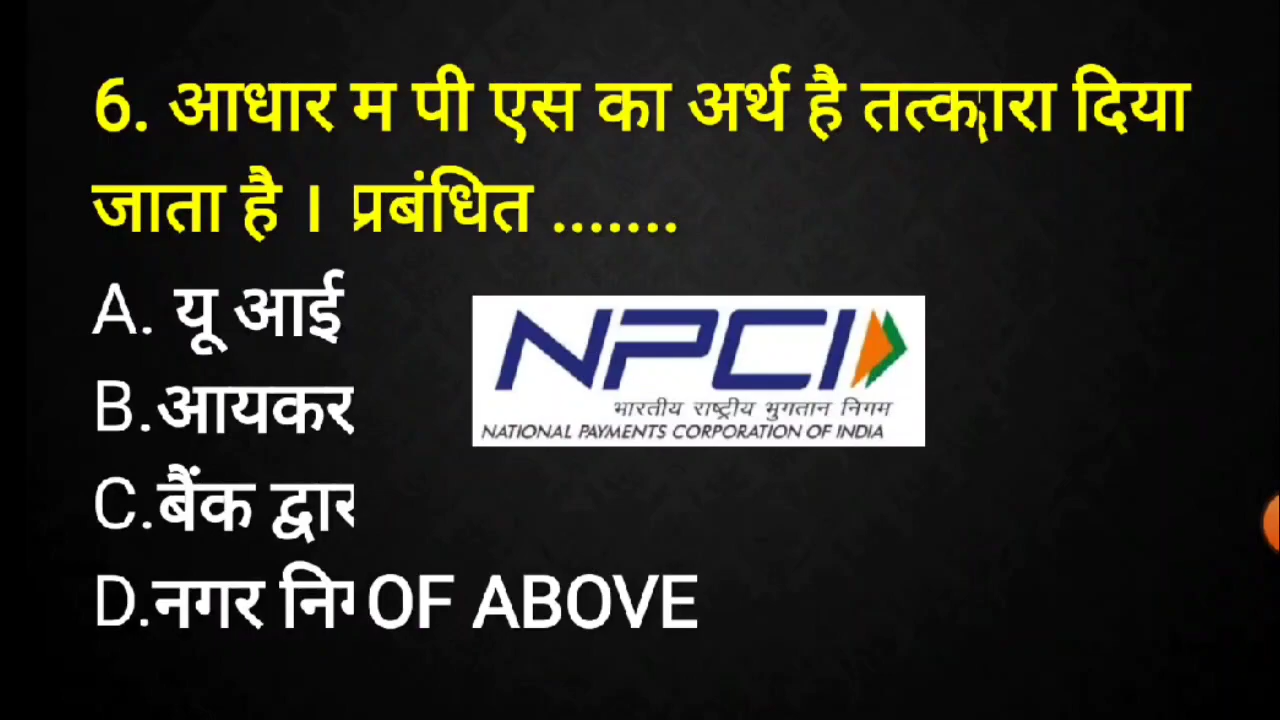 6. आधार म पी एस का अर्थ है दिया
जाता है । प्रबंधित .......
A. यू आई
B.आयकर
C.बैंक
D.नगर OF ABOVE
NPCI
भारतीय राष्ट्रीय भुगतान निगम
NATIONAL PAYMENTS CORPORATION OF INDIA